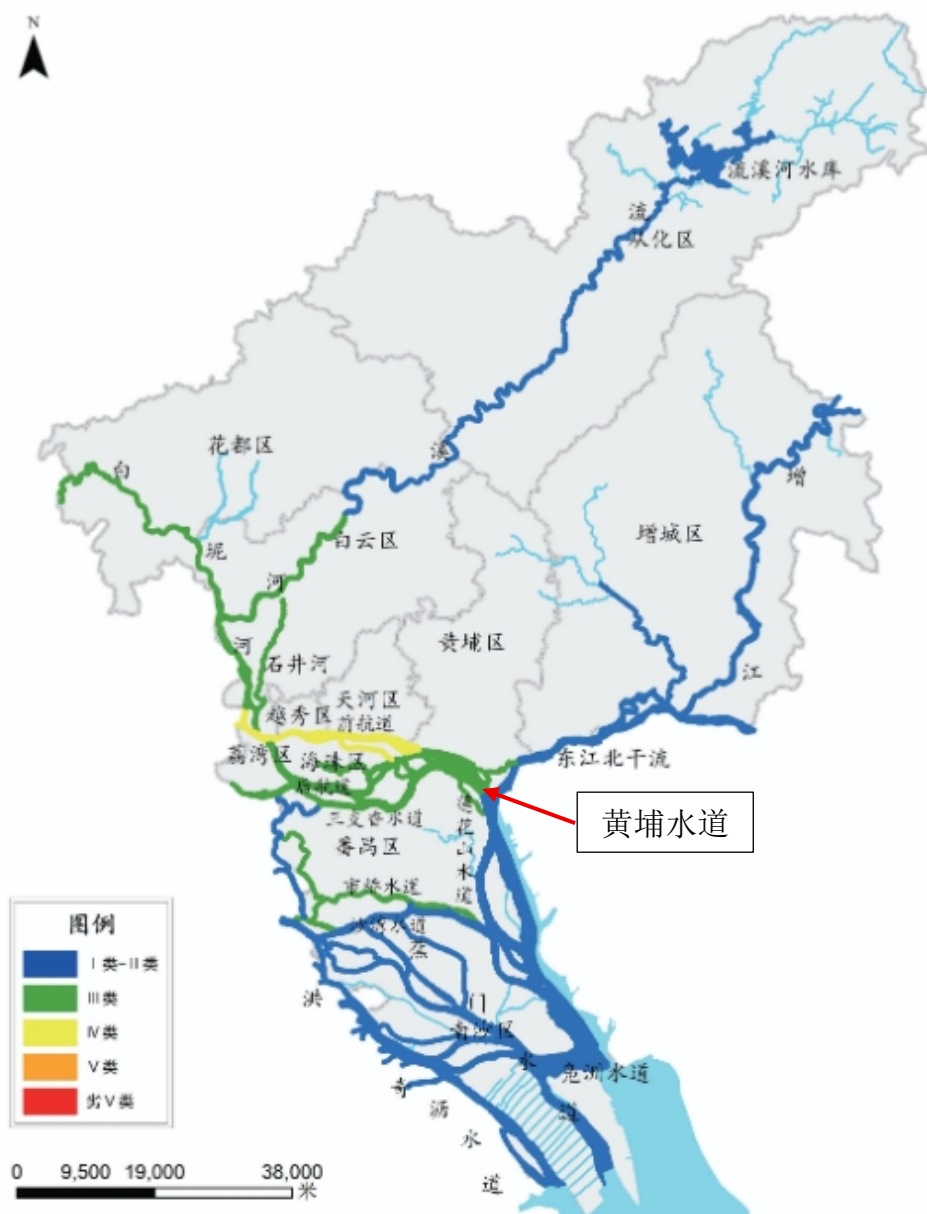 N
流溪河水库
流
从化区
溪
花都区
白
增
坭
白云区
增城区
河
河
石井河
黄埔区
江
天河区
越秀区
前航道
荔湾区
海珠区
东江北干流
后航道
黄埔水道
三支香水道
莲花山水道
番禺区
市桥水道
沙湾水道
蕉
洪
门
南沙区
水
凫洲水道
奇
道
沥
水
道
图例
Ⅰ类-Ⅱ类
Ⅲ类
Ⅳ类
Ⅴ类
劣Ⅴ类
0 9,500 19,000 38,000
米